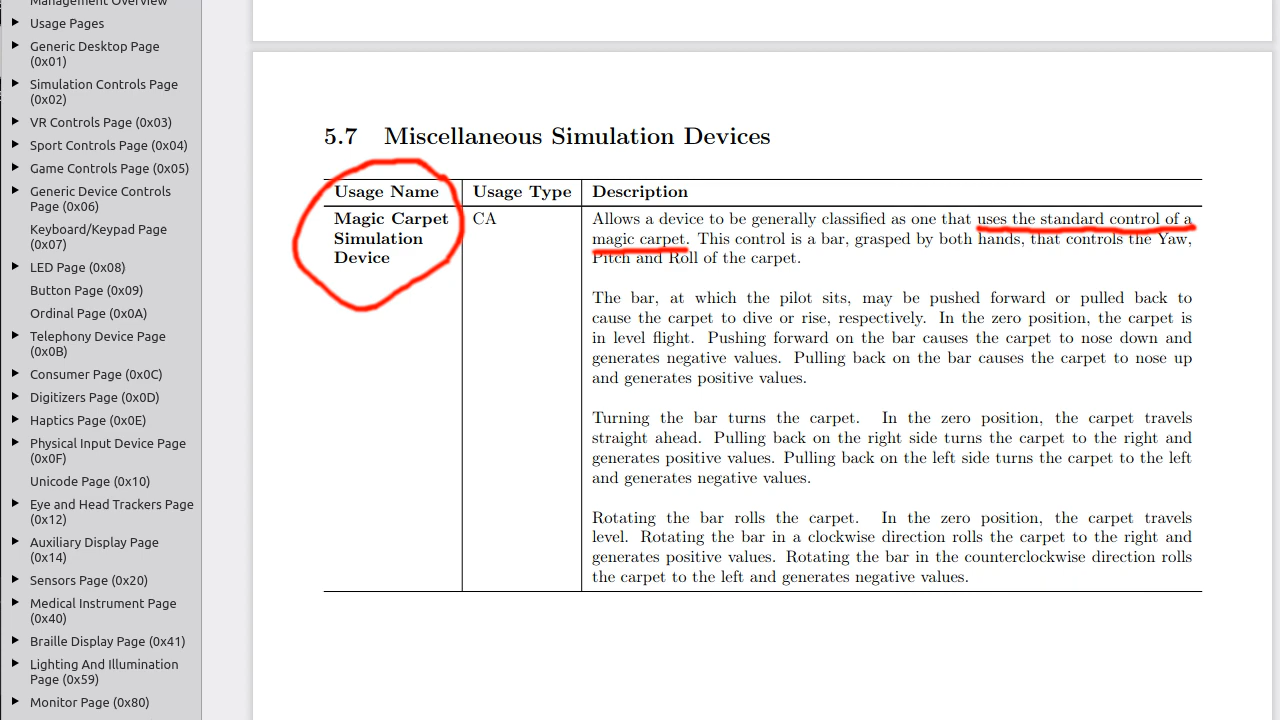 Management Overview
Usage Pages
Generic Desktop Page
(0x01)
Simulation Controls Page
(0x02)
VR Controls Page (0x03)
Sport Controls Page (0x04)
Game Controls Page (0x05)
Generic Device Controls
Page (0x06)
Keyboard/Keypad Page
(0x07)
LED Page (0x08)
Button Page (0x09)
Ordinal Page (0x0A)
Telephony Device Page
(0x0B)
Consumer Page (0x0C)
Digitizers Page (0x0D)
Haptics Page (0x0E)
Physical Input Device Page
(0x0F)
Unicode Page (0x10)
Eye and Head Trackers Page
(0x12)
Auxiliary Display Page
(0x14)
Sensors Page (0x20)
Medical Instrument Page
(0x40)
Braille Display Page (0x41)
Lighting And Illumination
Page (0x59)
Monitor Page (0x80)
5.7 Miscellaneous Simulation Devices
Usage Name Usage Type Description
Magic Carpet
Simulation
Device
CA
Allows a device to be generally classified as one that uses the standard control of a
magic carpet. This control is a bar, grasped by both hands, that controls the Yaw,
Pitch and Roll of the carpet.
The bar, at which the pilot sits, may be pushed forward or pulled back to
cause the carpet to dive or rise, respectively. In the zero position, the carpet is
in level flight. Pushing forward on the bar causes the carpet to nose down and
generates negative values. Pulling back on the bar causes the carpet to nose up
and generates positive values.
Turning the bar turns the carpet. In the zero position, the carpet travels
straight ahead. Pulling back on the right side turns the carpet to the right and
generates positive values. Pulling back on the left side turns the carpet to the left
and generates negative values.
Rotating the bar rolls the carpet. In the zero position, the carpet travels
level. Rotating the bar in a clockwise direction rolls the carpet to the right and
generates positive values. Rotating the bar in the counterclockwise direction rolls
the carpet to the left and generates negative values.